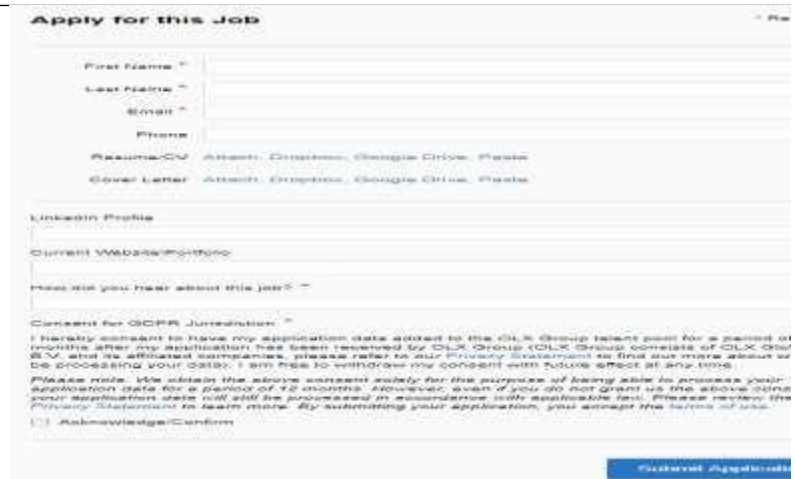 Apply for this Job
First Name *
Last Name *
Email *
Phone
Resume/CV Attach, Dropbox, Google Drive, Paste
Cover Letter Attach, Dropbox, Google Drive, Paste
LinkedIn Profile
Current Website/Portfolio
How did you hear about this job? *
Consent for GDPR Jurisdiction *
I hereby consent to have my application data added to the OLX Group talent pool for a period of
months after my application has been received by OLX Group (OLX Group consists of OLX Glo
B.V. and its affiliated companies, please refer to our Privacy Statement to find out more about w
be processing your data). I am free to withdraw my consent with future effect at any time.
Please note. We obtain the above consent solely for the purpose of being able to process your
application data for a period of 12 months. However, even if you do not grant us the above cons
your application data will still be processed in accordance with applicable law. Please review the
Privacy Statement to learn more. By submitting your application, you accept the terms of use.
Acknowledge/Confirm
Submit Applicati